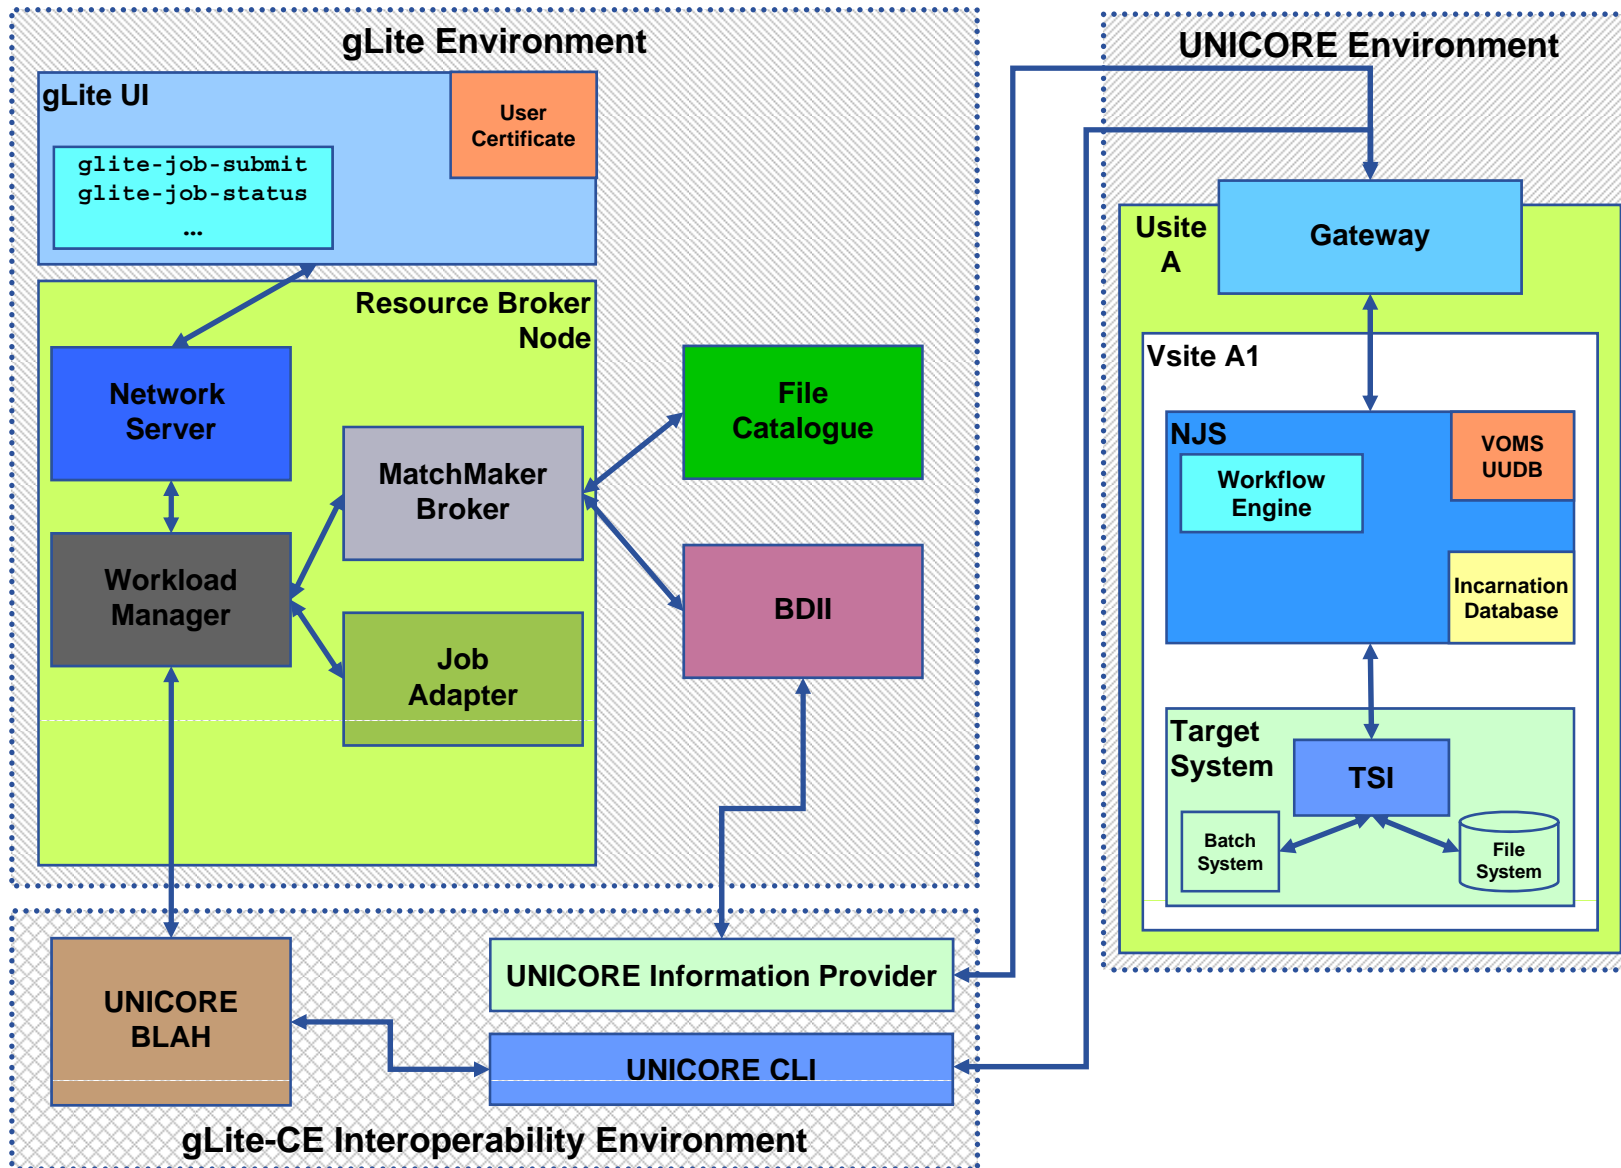 gLite Environment
gLite UI
User
Certificate
glite-job-submit
glite-job-status
...
Resource Broker
Node
Network
Server
MatchMaker
Broker
Workload
Manager
Job
Adapter
File
Catalogue
BDII
UNICORE
BLAH
UNICORE Information Provider
UNICORE CLI
gLite-CE Interoperability Environment
UNICORE Environment
Usite
A
Gateway
Vsite A1
NJS
VOMS
UUDB
Workflow
Engine
Incarnation
Database
Target
System
TSI
Batch
System
File
System